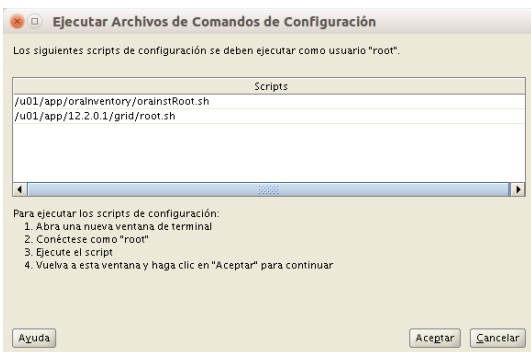 Ejecutar Archivos de Comandos de Configuración
Los siguientes scripts de configuración se deben ejecutar como usuario "root".
Scripts
/u01/app/oraInventory/orainstRoot.sh
/u01/app/12.2.0.1/grid/root.sh
Para ejecutar los scripts de configuración:
1. Abra una nueva ventana de terminal
2. Conéctese como "root"
3. Ejecute el script
4. Vuelva a esta ventana y haga clic en "Aceptar" para continuar
Ayuda
Aceptar
Cancelar